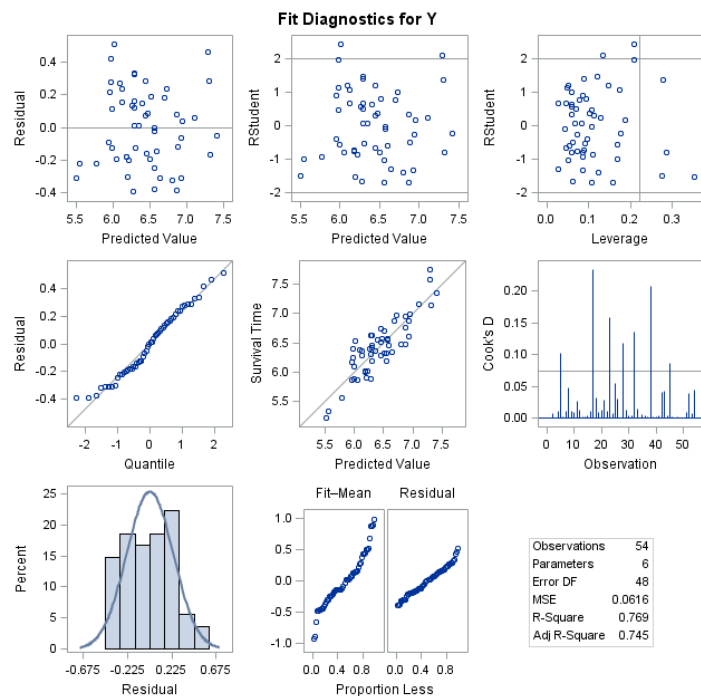 Fit Diagnostics for Y
Residual
0.4
0.2
0.0
-0.2
-0.4
5.5 6.0 6.5 7.0 7.5
Predicted Value
RStudent
2
1
0
-1
-2
5.5 6.0 6.5 7.0 7.5
Predicted Value
RStudent
2
1
0
-1
-2
0.0 0.1 0.2 0.3
Leverage
Residual
0.4
0.2
0.0
-0.2
-0.4
-2 -1 0 1 2
Quantile
Survival Time
7.5
7.0
6.5
6.0
5.5
5.5 6.0 6.5 7.0 7.5
Predicted Value
Cook's D
0.20
0.15
0.10
0.05
0.00
0 10 20 30 40 50
Observation
Percent
25
20
15
10
5
0
-0.675 -0.225 0.225 0.675
Residual
Fit–Mean Residual
1.0
0.5
0.0
-0.5
-1.0
0.0 0.4 0.8 0.0 0.4 0.8
Proportion Less
Observations 54
Parameters 6
Error DF 48
MSE 0.0616
R-Square 0.769
Adj R-Square 0.745